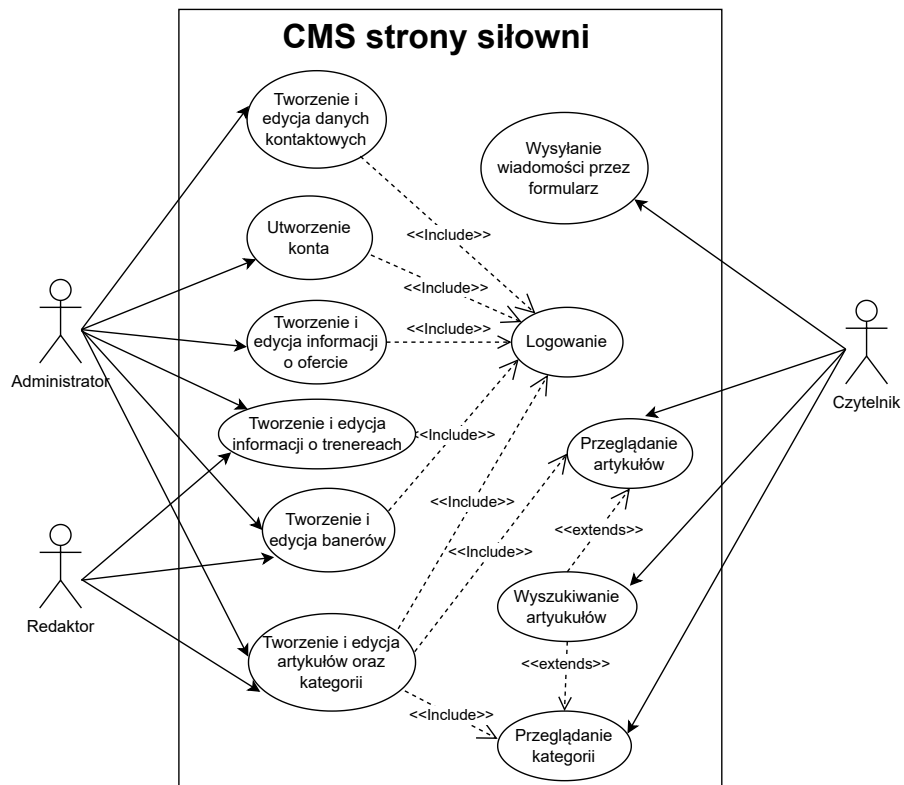 CMS strony siłowni
Tworzenie i
edycja danych
kontaktowych
Wysyłanie
wiadomości przez
formularz
<<Include>>
Utworzenie
konta
<<Include>>
Tworzenie i
edycja informacji
o ofercie
<<Include>>
Logowanie
Administrator
Czytelnik
Tworzenie i edycja
informacji o trenereach
<<Include>>
Przeglądanie
artykułów
<<Include>>
Tworzenie i
edycja banerów
<<Include>>
<<extends>>
Redaktor
Wyszukiwanie
artyukułów
Tworzenie i edycja
artykułów oraz
kategorii
<<extends>>
<<Include>>
Przeglądanie
kategorii